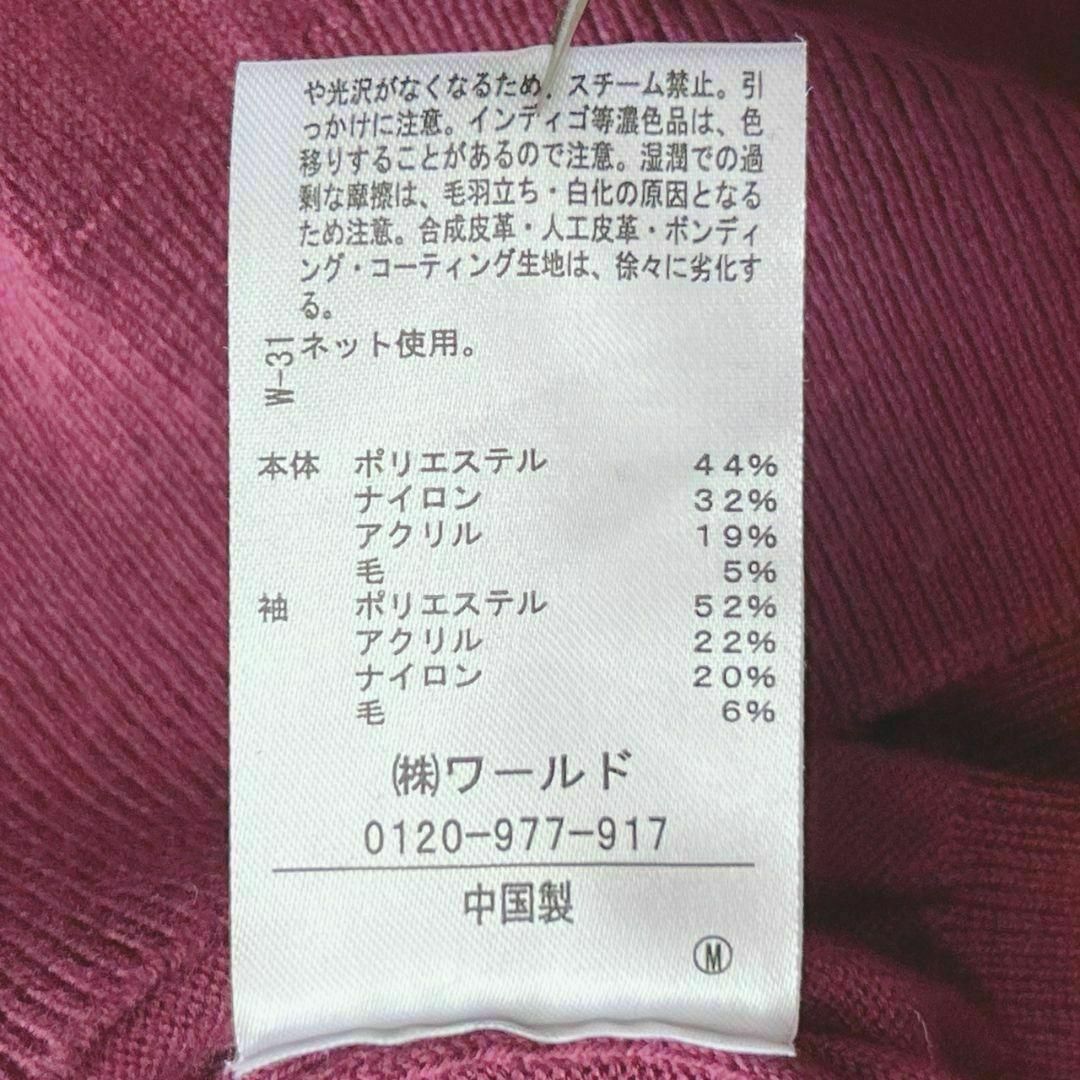 や光沢がなくなるため、スチーム禁止。引
っかけに注意。インディゴ等濃色品は、色
移りすることがあるので注意。湿潤での過
剰な摩擦は、毛羽立ち・白化の原因となる
ため注意。合成皮革・人工皮革・ボンディ
ング・コーティング生地は、徐々に劣化す
る。
ネット使用。
W-31
本体 ポリエステル 44%
ナイロン 32%
アクリル 19%
毛 5%
袖 ポリエステル 52%
アクリル 22%
ナイロン 20%
毛 6%
㈱ワールド
0120-977-917
中国製
Ⓜ